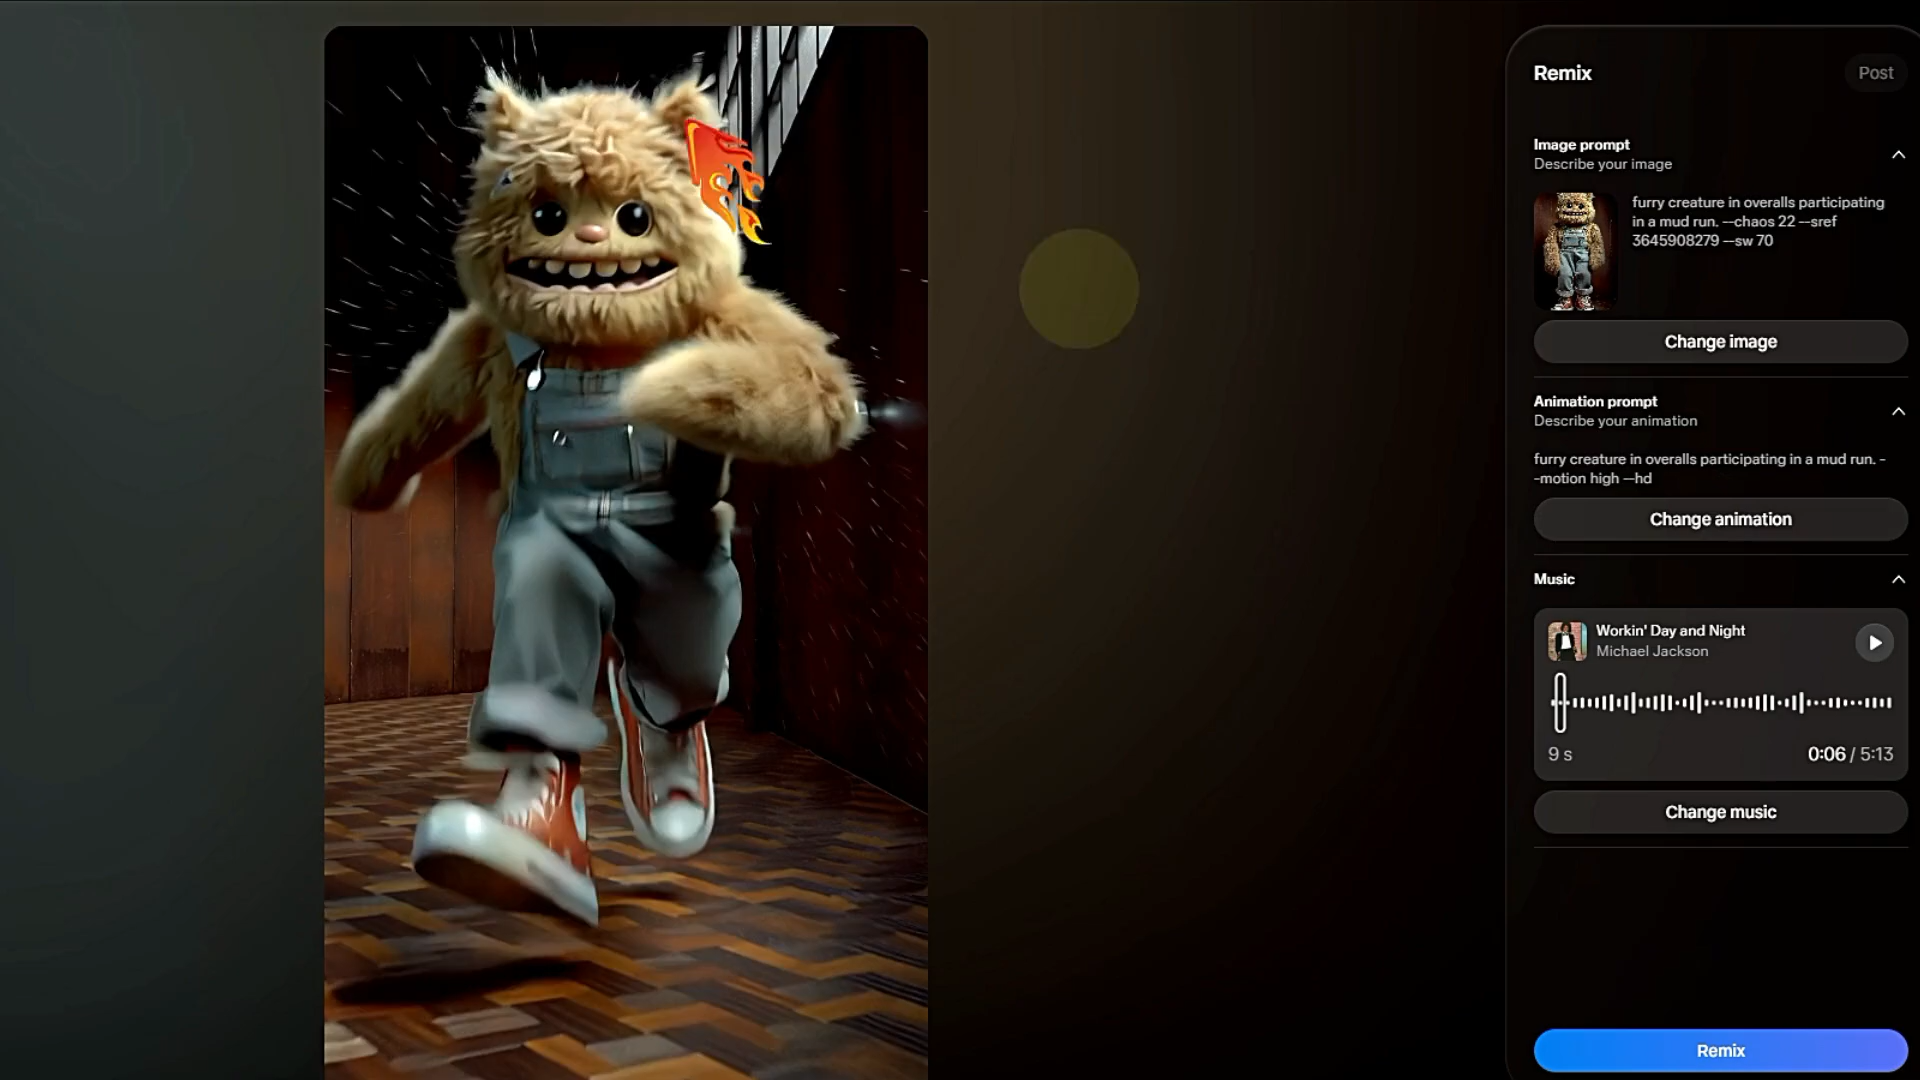 Remix
Post
Image prompt
Describe your image
furry creature in overalls participating
in a mud run. --chaos 22 --sref
3645908279 --sw 70
Change image
Animation prompt
Describe your animation
furry creature in overalls participating in a mud run. -
-motion high --hd
Change animation
Music
Workin' Day and Night
Michael Jackson
9 s
0:06 / 5:13
Change music
Remix